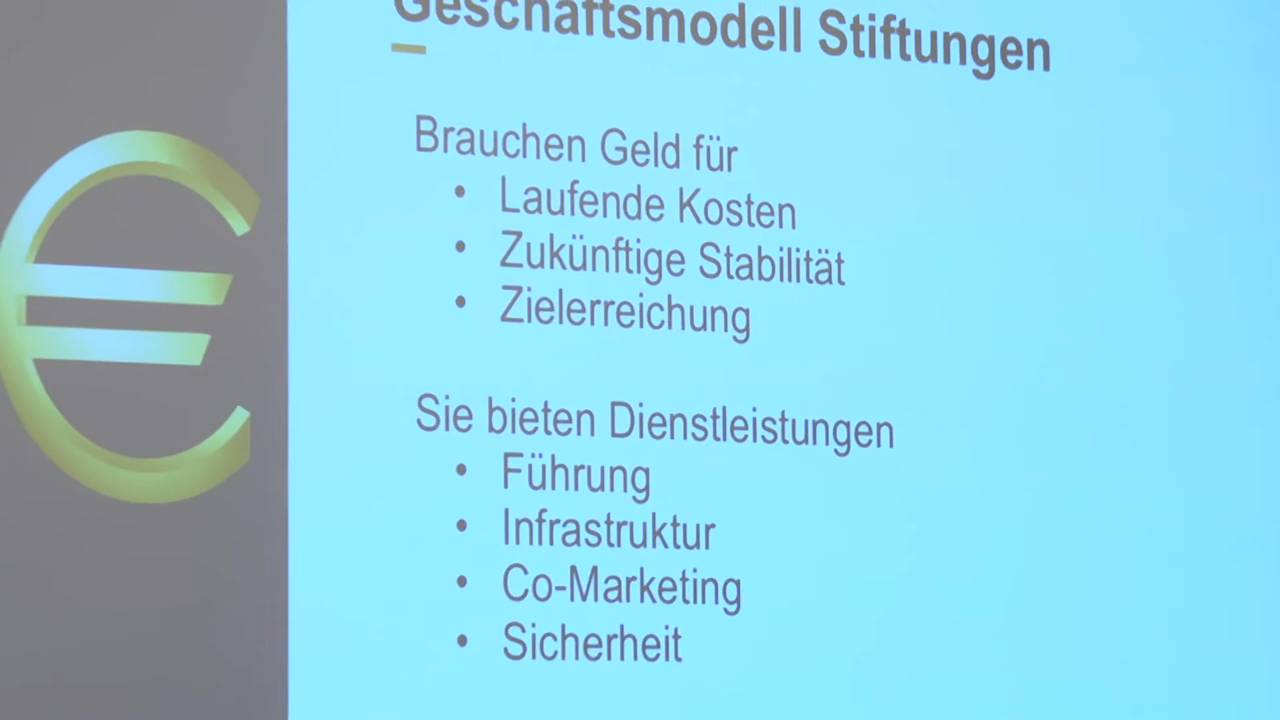 Geschäftsmodell Stiftungen
Brauchen Geld für
• Laufende Kosten
• Zukünftige Stabilität
• Zielerreichung
Sie bieten Dienstleistungen
• Führung
• Infrastruktur
• Co-Marketing
• Sicherheit